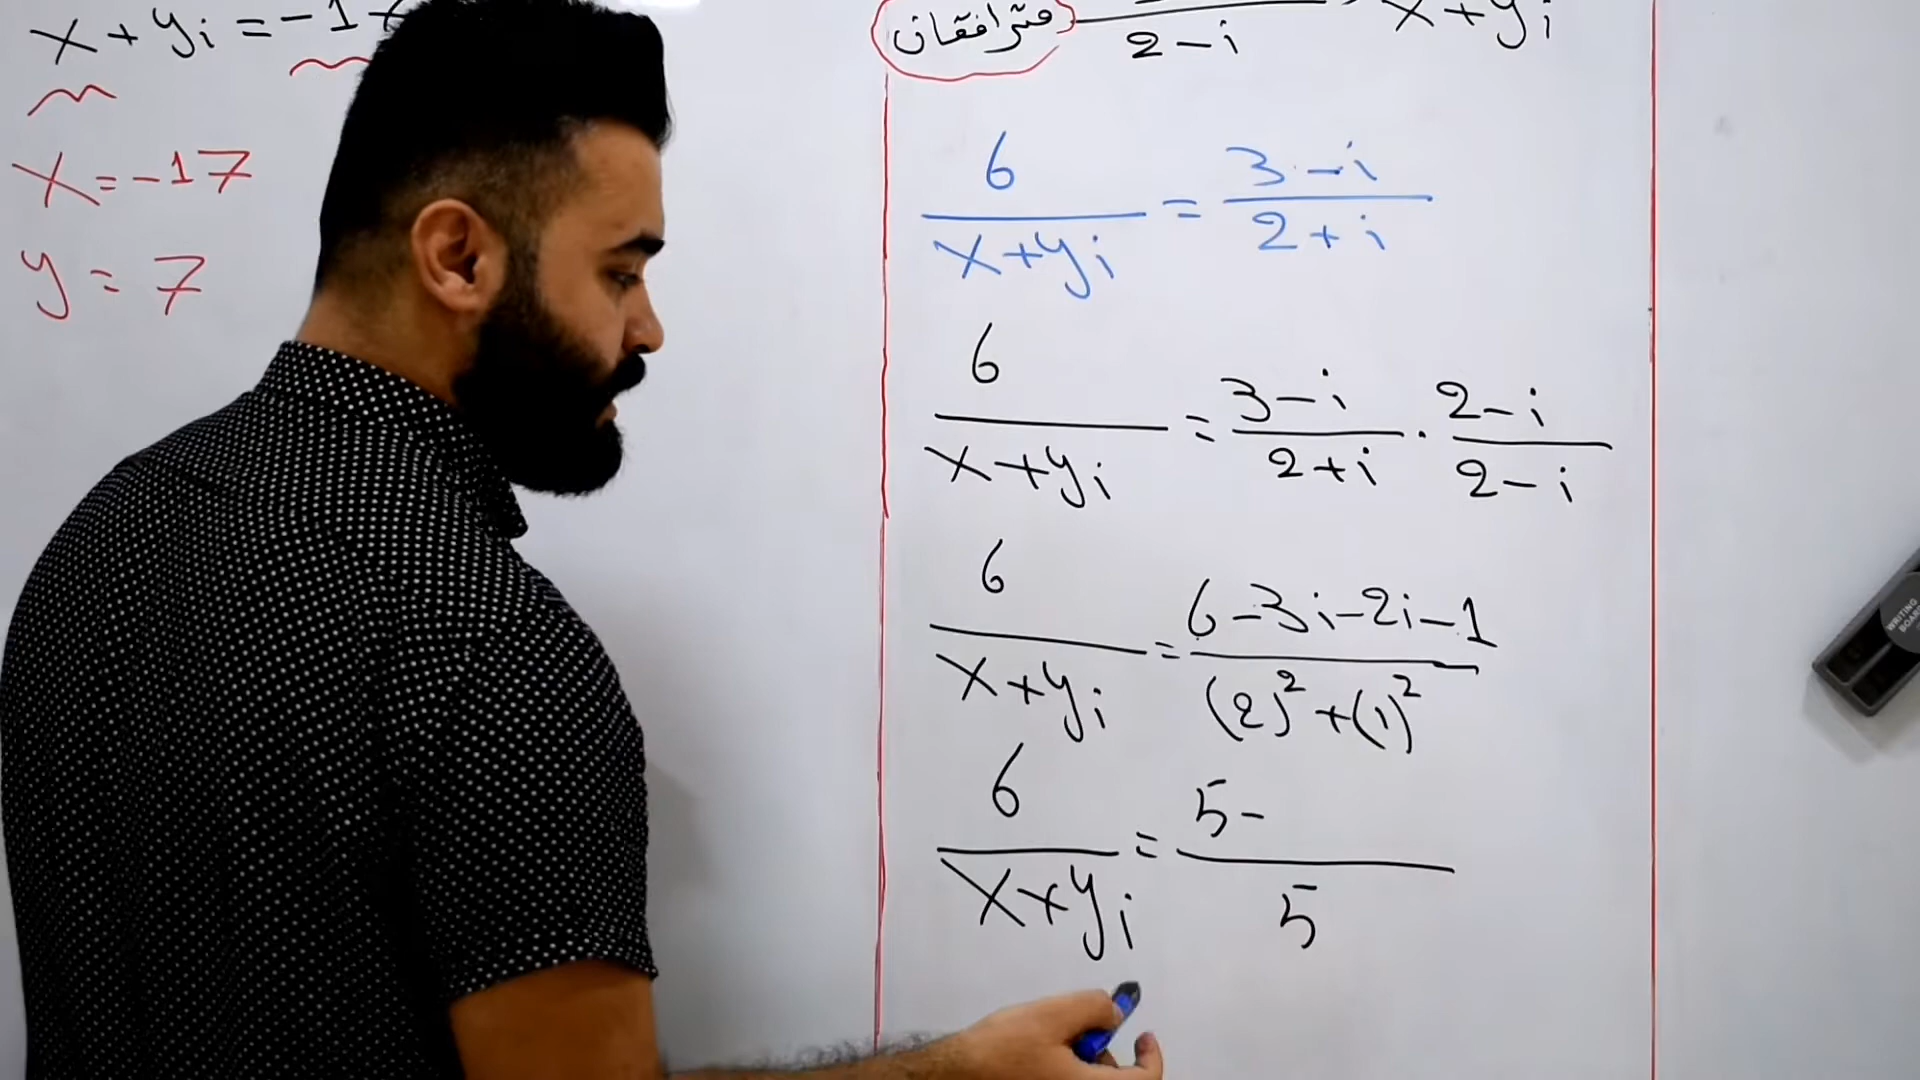 x + yi = -1
x = -17
y = 7
مترافقان
2 - i
x + yi
6 / (x + yi) = (3 - i) / (2 + i)
6 / (x + yi) = (3 - i) / (2 + i) · (2 - i) / (2 - i)
6 / (x + yi) = (6 - 3i - 2i - 1) / ((2)² + (1)²)
6 / (x + yi) = 5 - / 5
WRITING BOARD